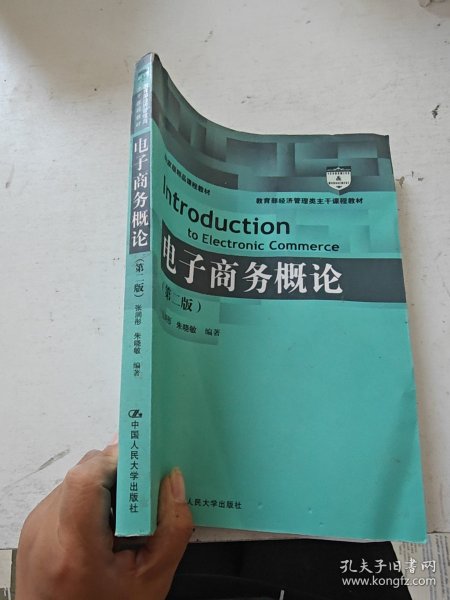 电子商务概论
（第二版）
张润彤 朱晓敏 编著
中国人民大学出版社
教育部经济管理类主干课程教材
Introduction
to Electronic Commerce
电子商务概论
（第二版）
朱晓敏 编著
人民大学出版社
孔夫子旧书网
www.kongfz.com